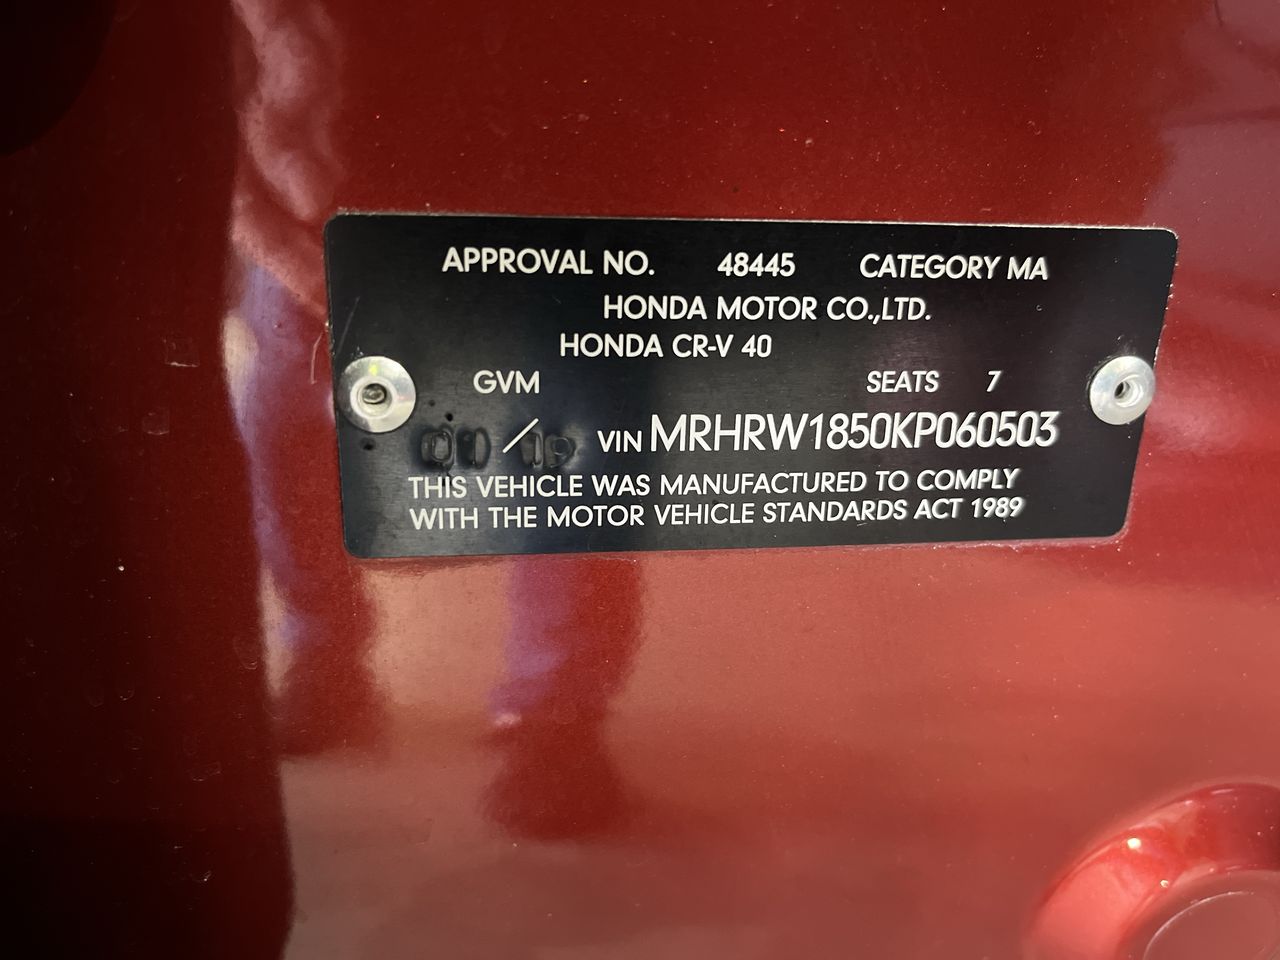 APPROVAL NO. 48445 CATEGORY MA
HONDA MOTOR CO.,LTD.
HONDA CR-V 40
GVM SEATS 7
/ VIN MRHRW1850KP060503
THIS VEHICLE WAS MANUFACTURED TO COMPLY
WITH THE MOTOR VEHICLE STANDARDS ACT 1989